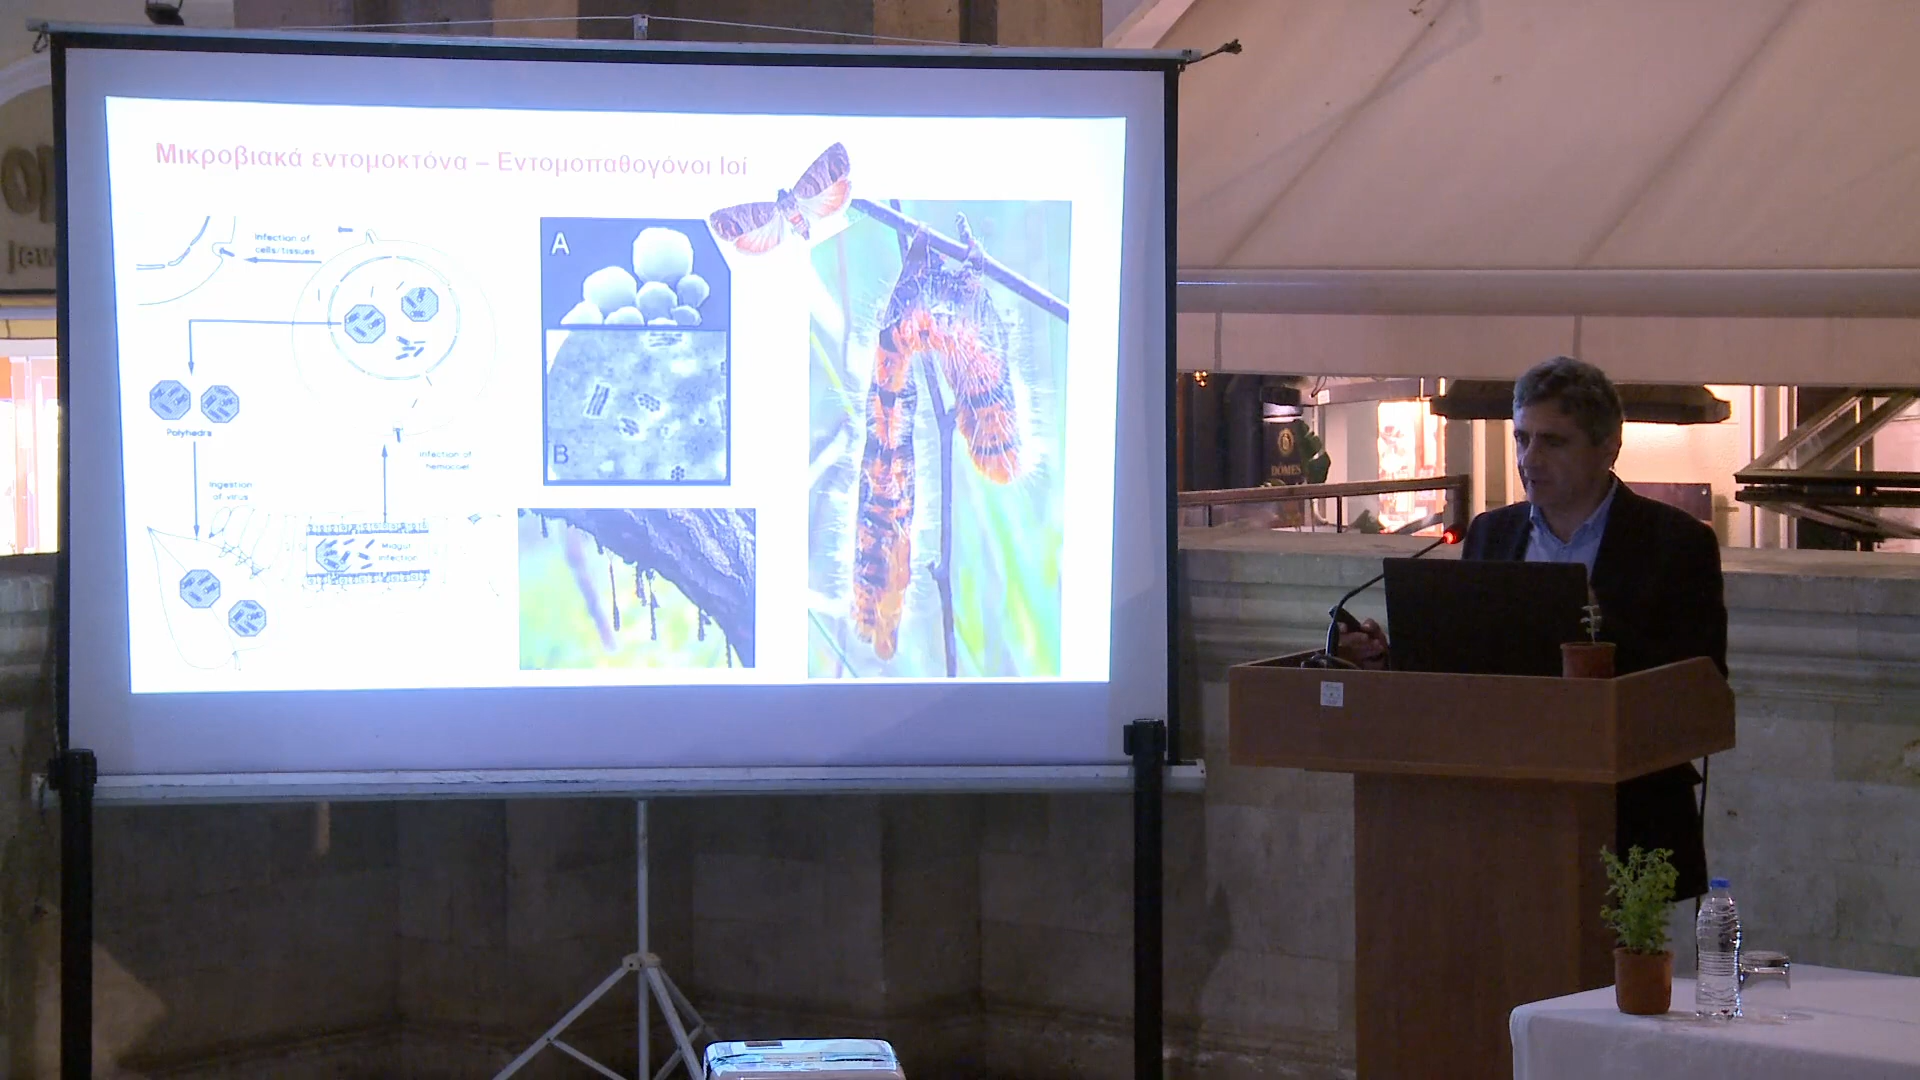 Μικροβιακά εντομοκτόνα – Εντομοπαθογόνοι Ιοί
Infection of
cells/tissues
A
B
Polyhedra
Infection of
hemocoel
Ingestion
of virus
Midgut
infection
DOMES